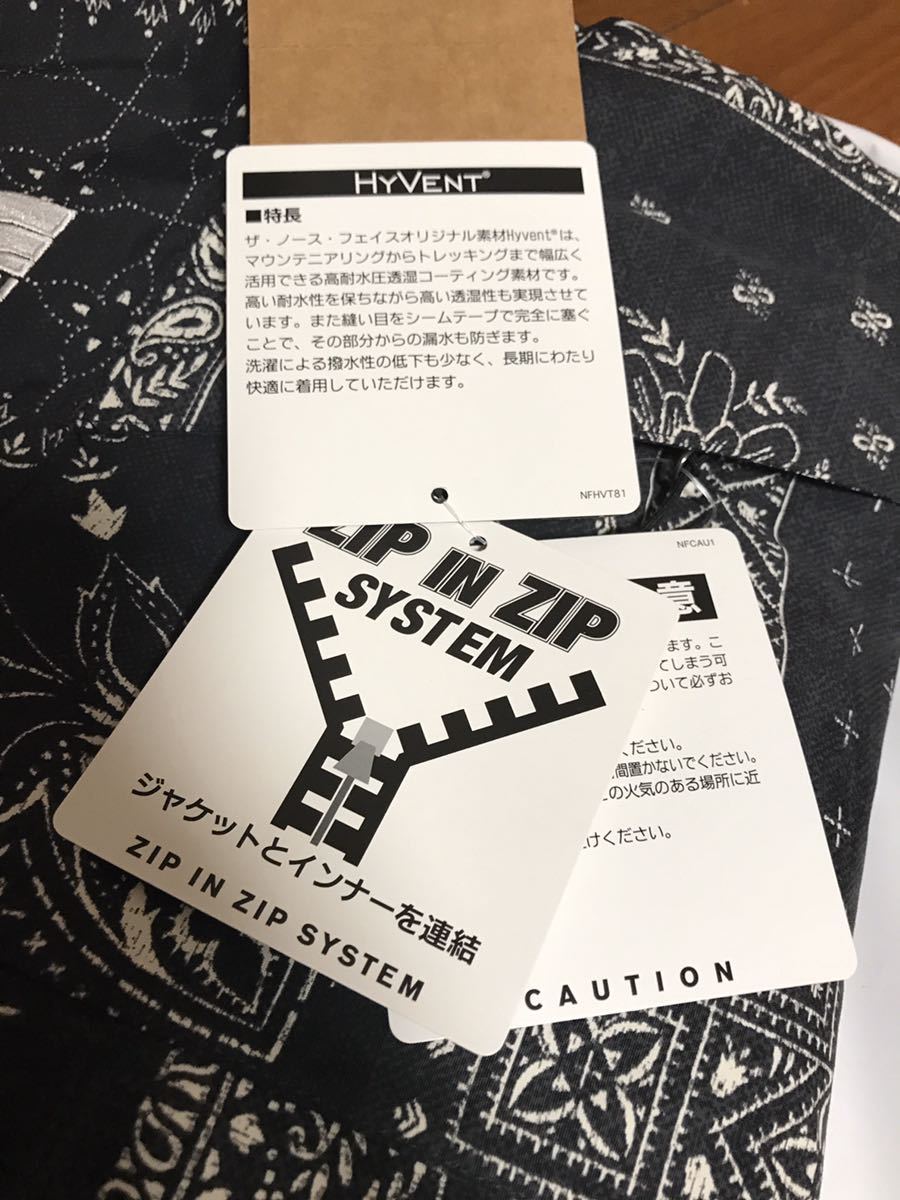 HYVENT®
■特長
ザ・ノース・フェイスオリジナル素材Hyvent®は、
マウンテニアリングからトレッキングまで幅広く
活用できる高耐水圧透湿コーティング素材です。
高い耐水性を保ちながら高い透湿性も実現させて
います。また縫い目をシームテープで完全に塞ぐ
ことで、その部分からの漏水も防ぎます。
洗濯による撥水性の低下も少なく、長期にわたり
快適に着用していただけます。
NFHVT81
ZIP IN ZIP
SYSTEM
ジャケットとインナーを連結
ZIP IN ZIP SYSTEM
NFCAU1
意
ます。こ
てしまう可
ついて必ずお
ください。
間置かないでください。
の火気のある場所に近
けください。
CAUTION